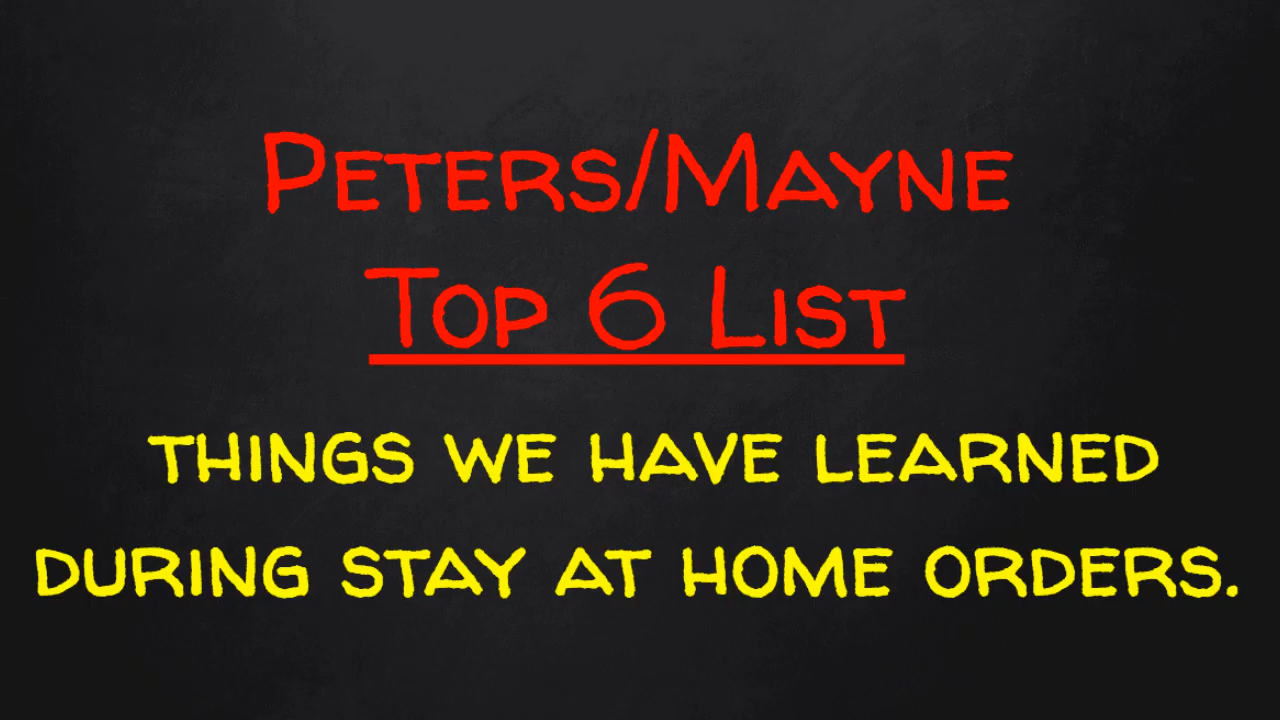 Peters/Mayne
Top 6 List
things we have learned
during stay at home orders.